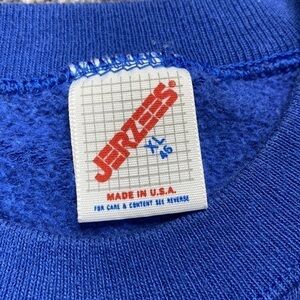 JERZEES
XL
46
MADE IN U.S.A.
FOR CARE & CONTENT SEE REVERSE